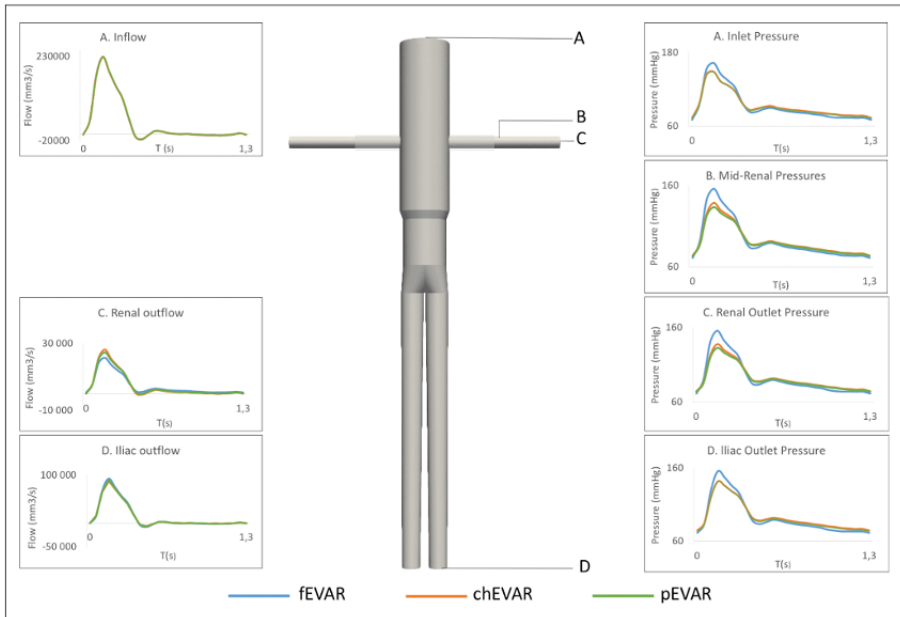 A. Inflow
230000
Flow (mm3/s)
-20000
0
1,3
T (s)
C. Renal outflow
30 000
Flow (mm3/s)
-10 000
0
1,3
T(s)
D. Iliac outflow
100 000
Flow (mm3/s)
-50 000
0
1,3
T(s)
A
B
C
D
A. Inlet Pressure
180
Pressure (mmHg)
60
0
1,3
T(s)
B. Mid-Renal Pressures
160
Pressure (mmHg)
60
0
1,3
T(s)
C. Renal Outlet Pressure
160
Pressure (mmHg)
60
0
1,3
T(s)
D. Iliac Outlet Pressure
160
Pressure (mmHg)
60
0
1,3
T(s)
fEVAR chEVAR pEVAR